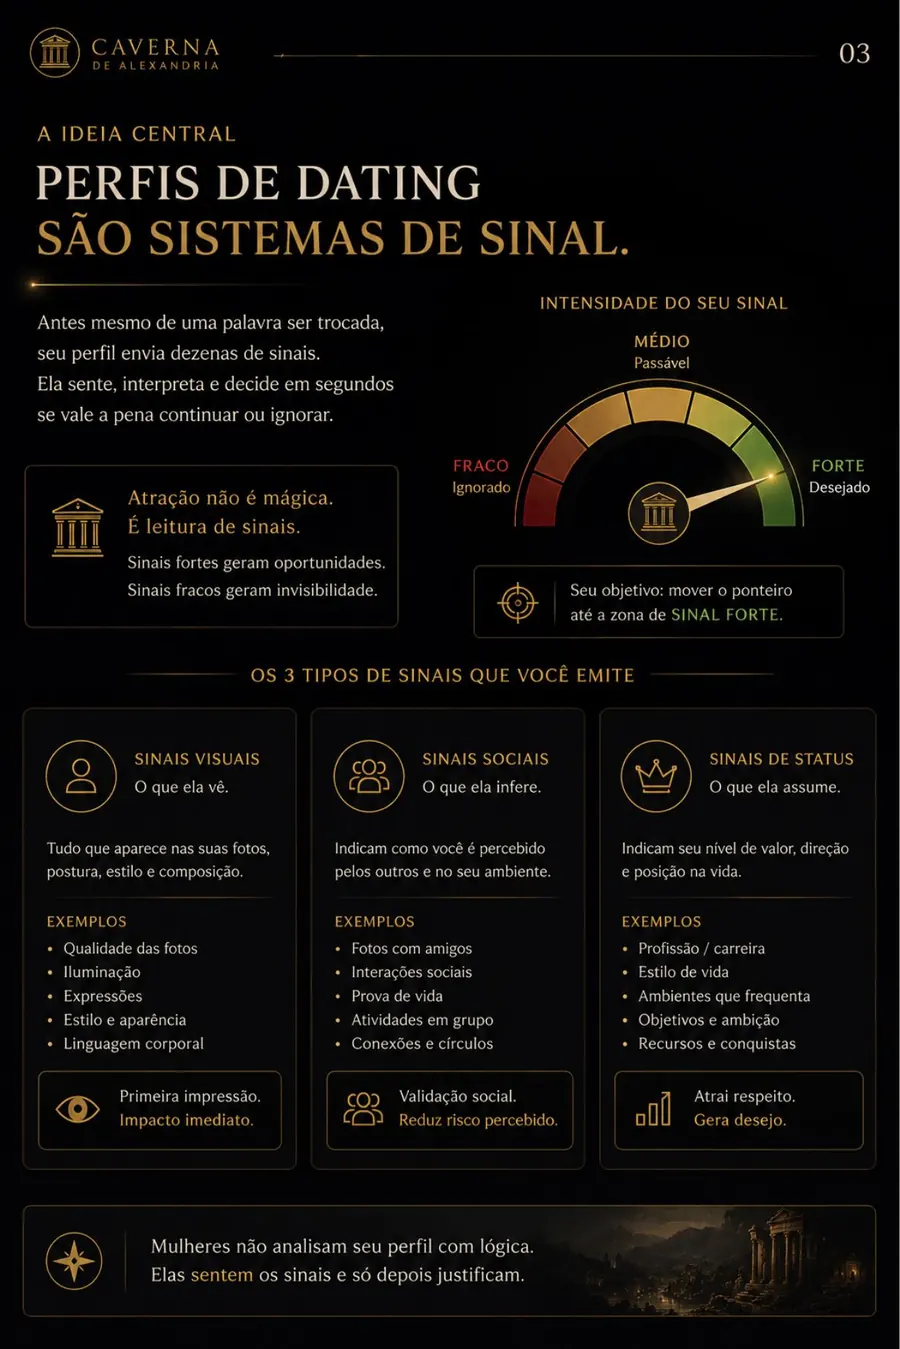 CAVERNA
DE ALEXANDRIA
03
A IDEIA CENTRAL
PERFIS DE DATING
SÃO SISTEMAS DE SINAL.
Antes mesmo de uma palavra ser trocada,
seu perfil envia dezenas de sinais.
Ela sente, interpreta e decide em segundos
se vale a pena continuar ou ignorar.
Atração não é mágica.
É leitura de sinais.
Sinais fortes geram oportunidades.
Sinais fracos geram invisibilidade.
INTENSIDADE DO SEU SINAL
MÉDIO
Passável
FRACO
Ignorado
FORTE
Desejado
Seu objetivo: mover o ponteiro
até a zona de SINAL FORTE.
OS 3 TIPOS DE SINAIS QUE VOCÊ EMITE
SINAIS VISUAIS
O que ela vê.
Tudo que aparece nas suas fotos,
postura, estilo e composição.
EXEMPLOS
• Qualidade das fotos
• Iluminação
• Expressões
• Estilo e aparência
• Linguagem corporal
Primeira impressão.
Impacto imediato.
SINAIS SOCIAIS
O que ela infere.
Indicam como você é percebido
pelos outros e no seu ambiente.
EXEMPLOS
• Fotos com amigos
• Interações sociais
• Prova de vida
• Atividades em grupo
• Conexões e círculos
Validação social.
Reduz risco percebido.
SINAIS DE STATUS
O que ela assume.
Indicam seu nível de valor, direção
e posição na vida.
EXEMPLOS
• Profissão / carreira
• Estilo de vida
• Ambientes que frequenta
• Objetivos e ambição
• Recursos e conquistas
Atrai respeito.
Gera desejo.
Mulheres não analisam seu perfil com lógica.
Elas sentem os sinais e só depois justificam.